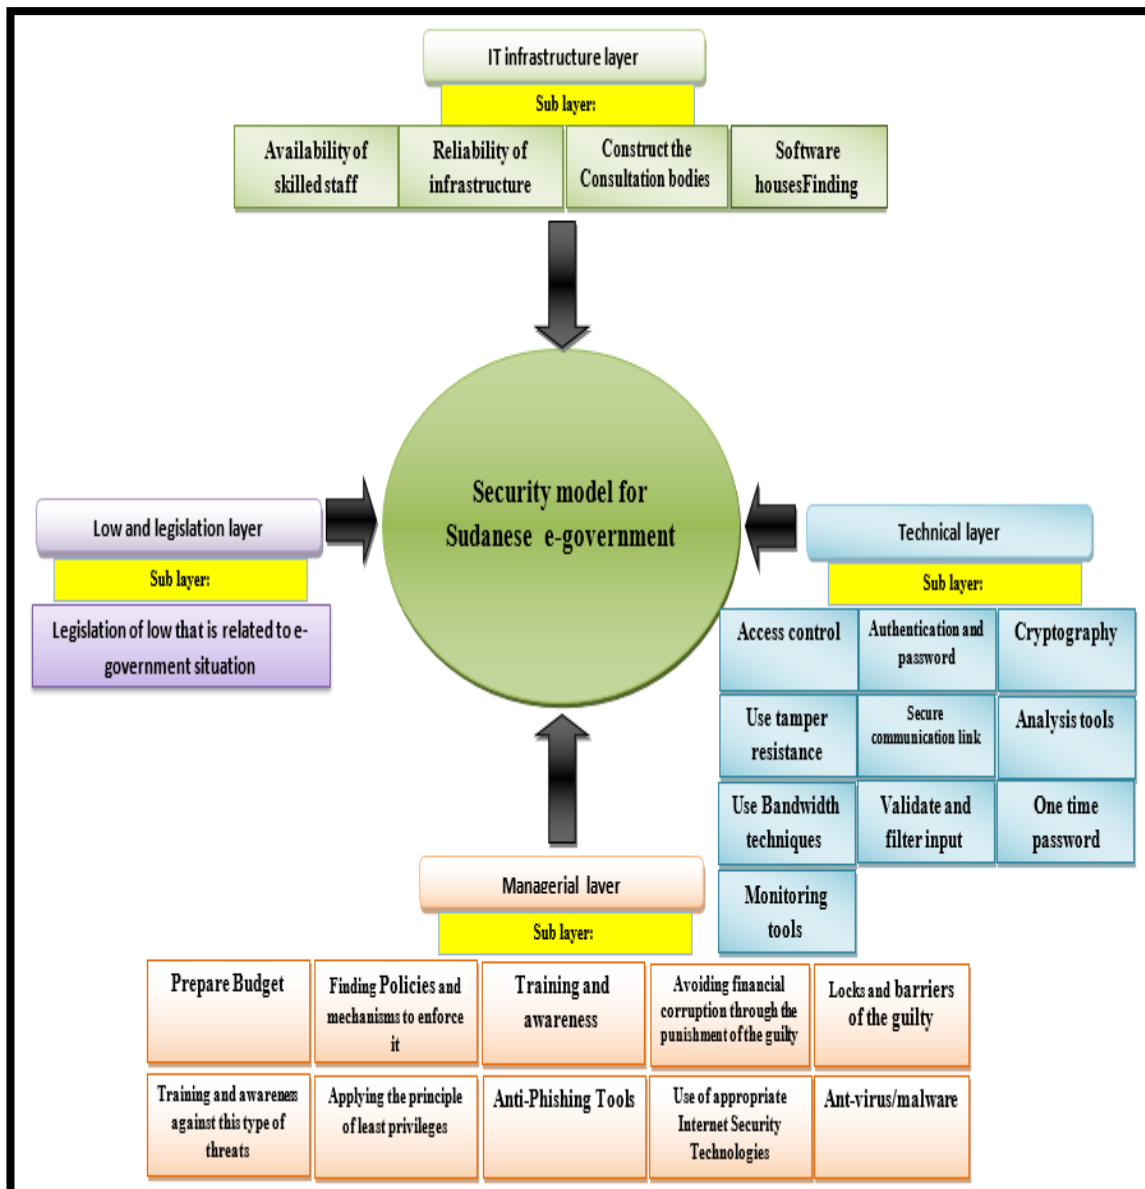 IT infrastructure layer
Sub layer:
Availability of
skilled staff
Reliability of
infrastructure
Construct the
Consultation bodies
Software
housesFinding
Security model for
Sudanese e-government
Low and legislation layer
Sub layer:
Legislation of low that is related to e-
government situation
Technical layer
Sub layer:
Access control
Authentication and
password
Cryptography
Use tamper
resistance
Secure
communication link
Analysis tools
Use Bandwidth
techniques
Validate and
filter input
One time
password
Monitoring
tools
Managerial layer
Sub layer:
Prepare Budget
Finding Policies and
mechanisms to enforce
it
Training and
awareness
Avoiding financial
corruption through the
punishment of the guilty
Locks and barriers
of the guilty
Training and awareness
against this type of
threats
Applying the principle
of least privileges
Anti-Phishing Tools
Use of appropriate
Internet Security
Technologies
Ant-virus/malware